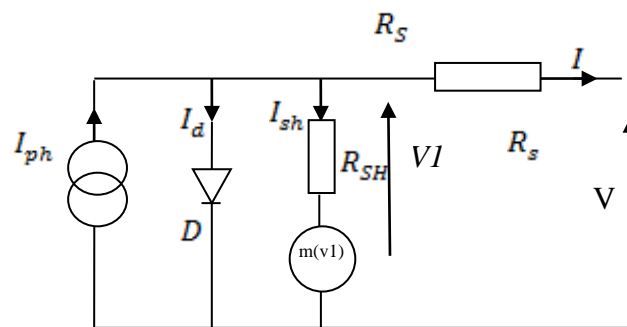 R_S
I
I_ph
I_d
I_sh
R_SH
V1
R_s
D
V
m(v1)